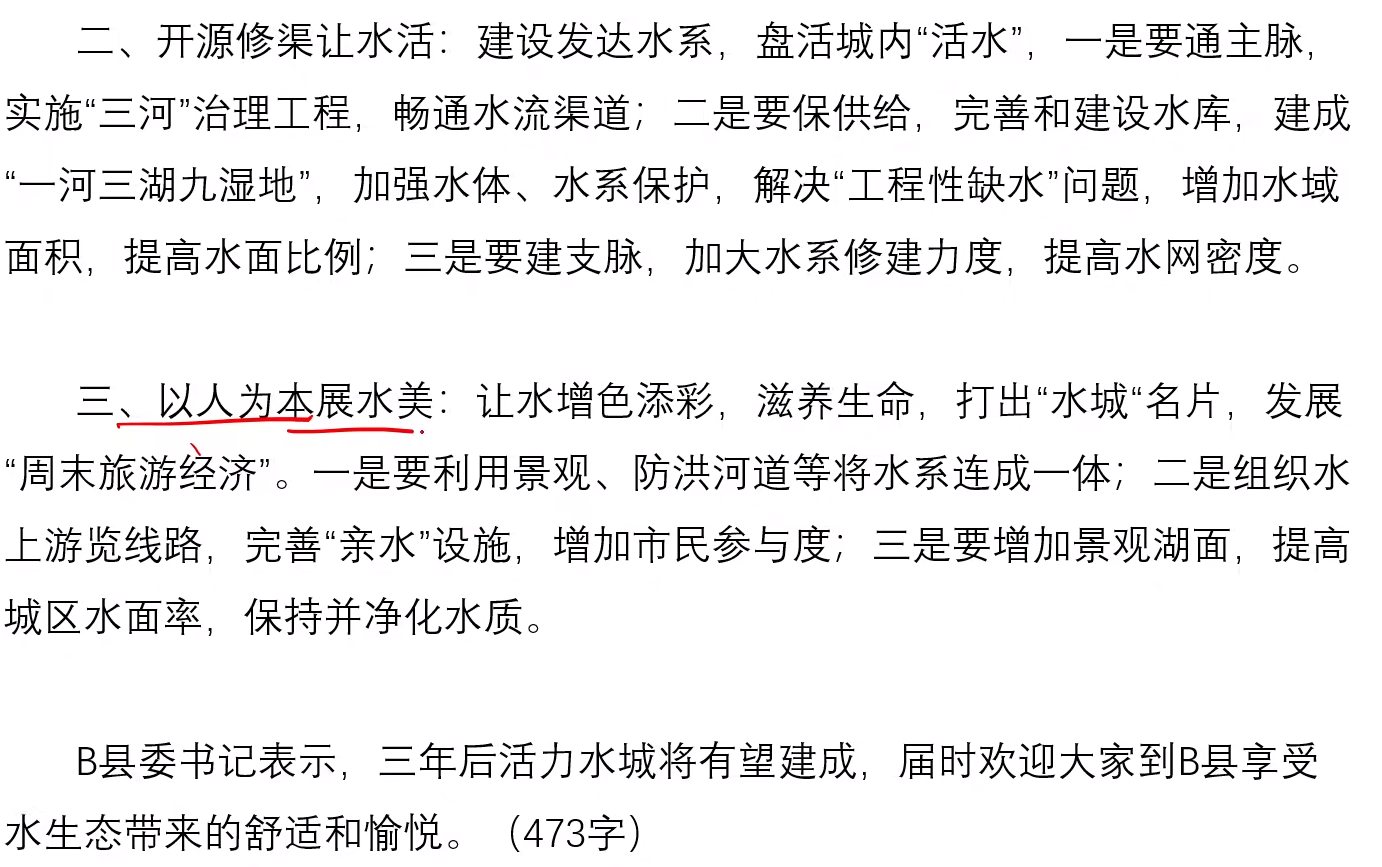 二、开源修渠让水活：建设发达水系，盘活城内“活水”，一是要通主脉，
实施“三河”治理工程，畅通水流渠道；二是要保供给，完善和建设水库，建成
“一河三湖九湿地”，加强水体、水系保护，解决“工程性缺水”问题，增加水域
面积，提高水面比例；三是要建支脉，加大水系修建力度，提高水网密度。
三、以人为本展水美：让水增色添彩，滋养生命，打出“水城“名片，发展
“周末旅游经济”。一是要利用景观、防洪河道等将水系连成一体；二是组织水
上游览线路，完善“亲水”设施，增加市民参与度；三是要增加景观湖面，提高
城区水面率，保持并净化水质。
B县委书记表示，三年后活力水城将有望建成，届时欢迎大家到B县享受
水生态带来的舒适和愉悦。（473字）